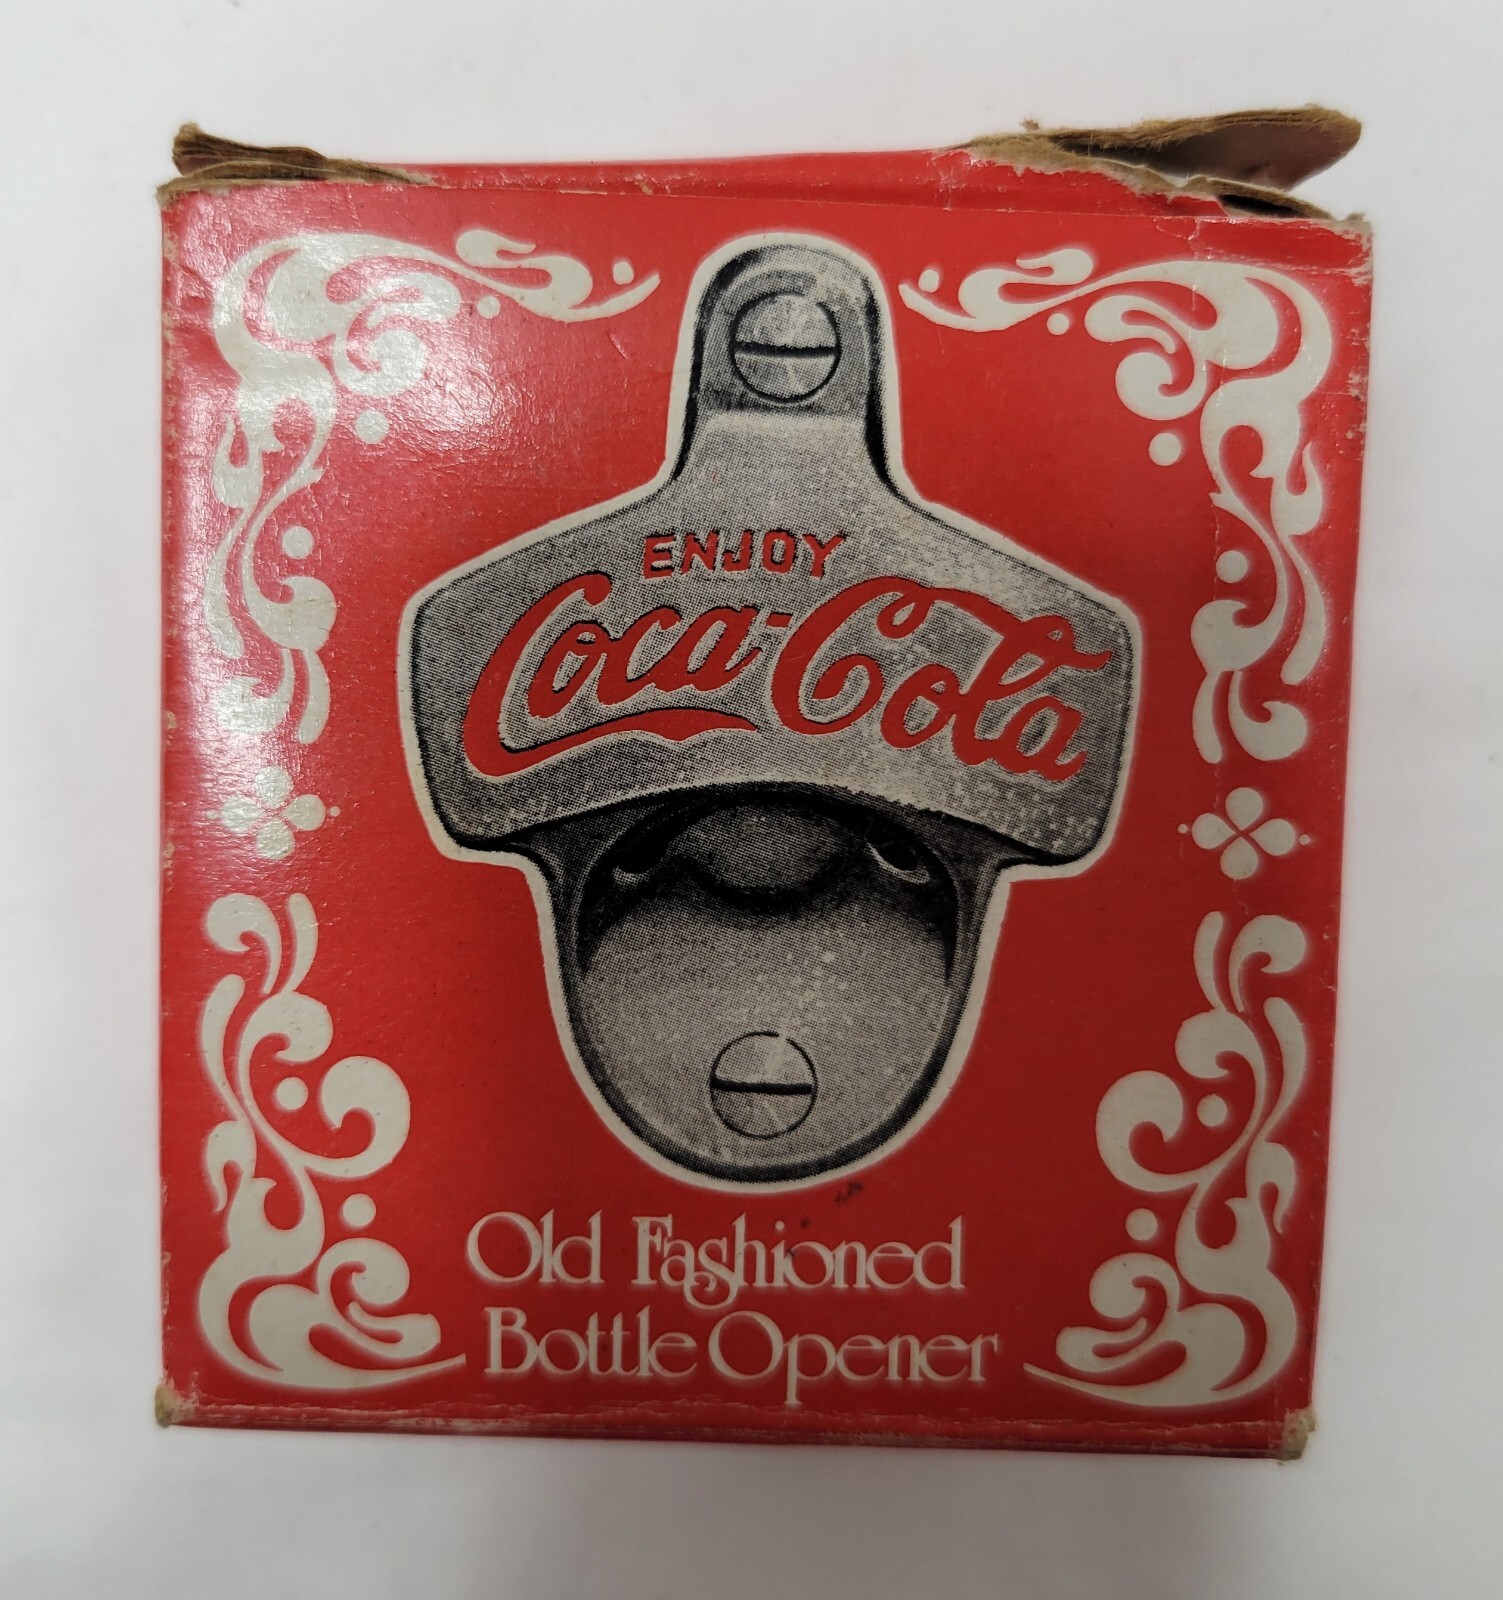 ENJOY
Coca-Cola
Old Fashioned
Bottle Opener